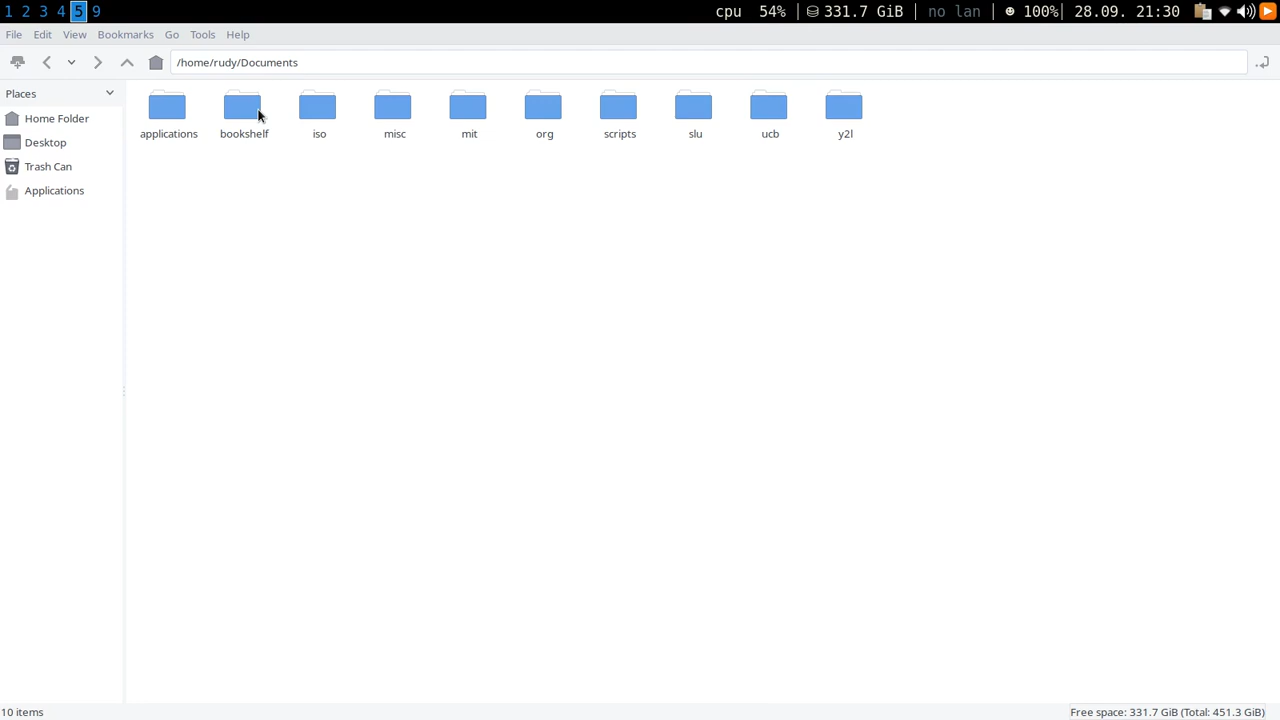 1 2 3 4 5 9 cpu 54% | 331.7 GiB | no lan | ☻ 100%| 28.09. 21:30
File Edit View Bookmarks Go Tools Help
/home/rudy/Documents
Places
Home Folder
Desktop
Trash Can
Applications
applications bookshelf iso misc mit org scripts slu ucb y2l
10 items Free space: 331.7 GiB (Total: 451.3 GiB)